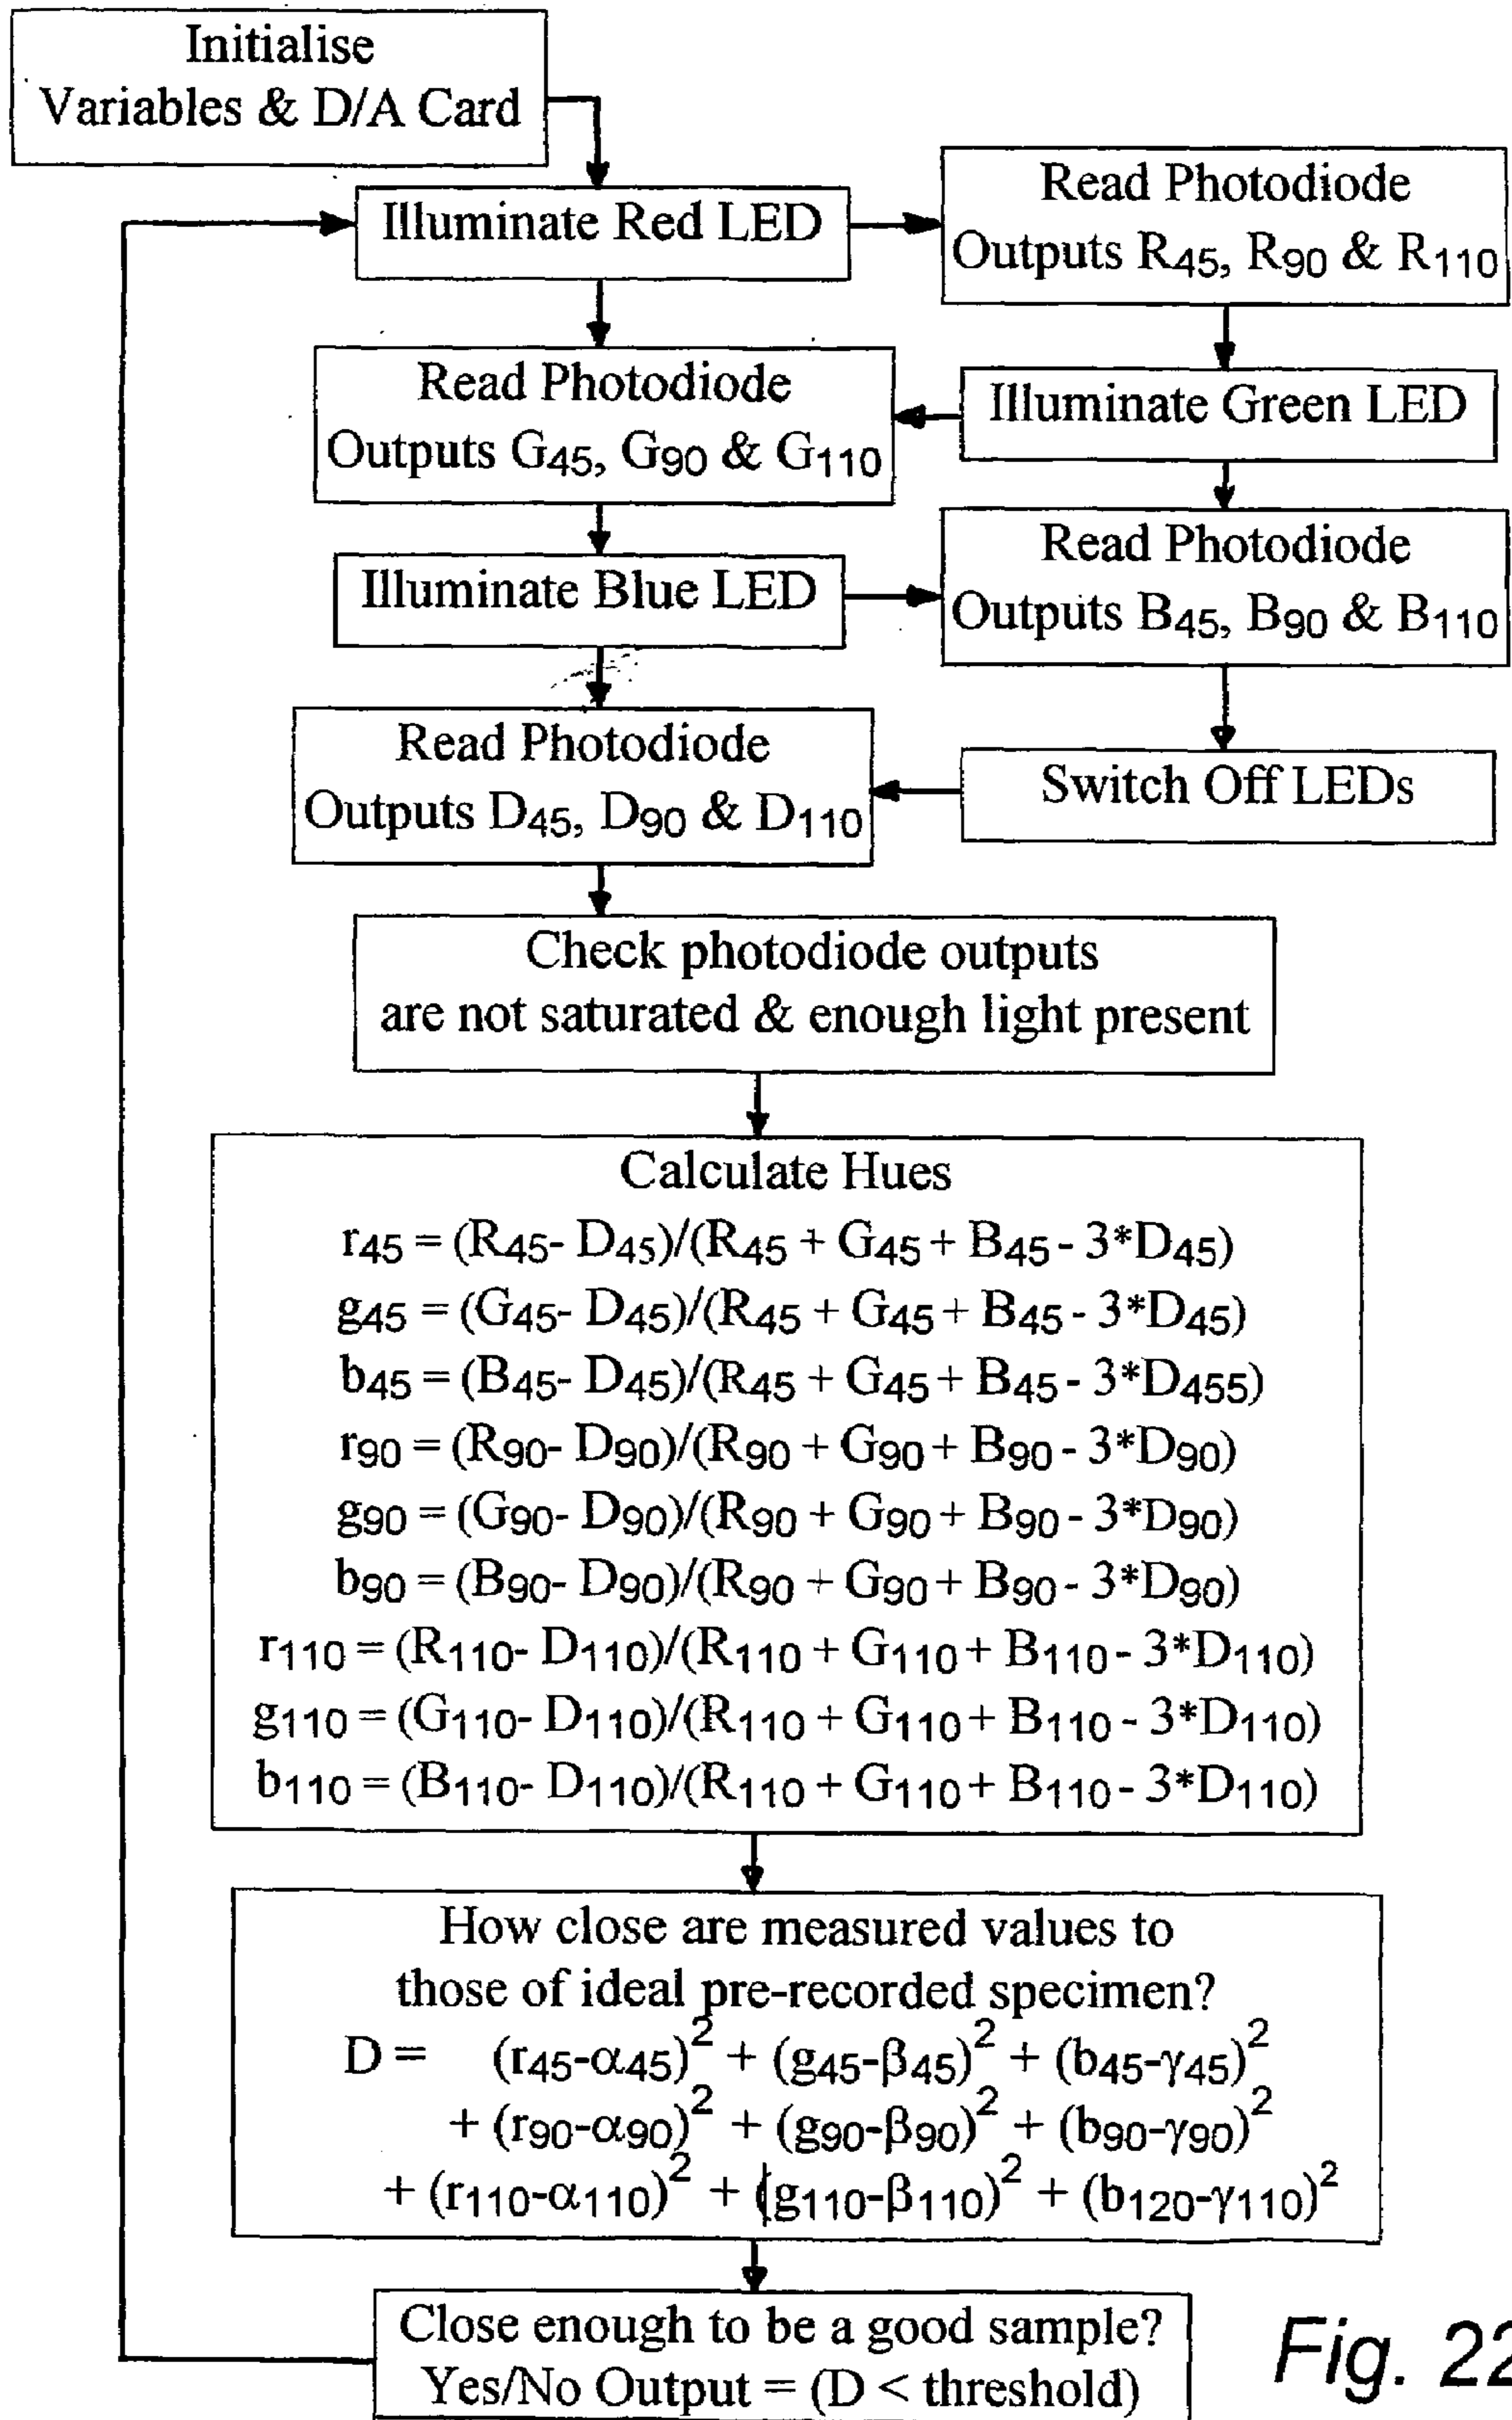 Initialise
Variables & D/A Card
Illuminate Red LED
Read Photodiode
Outputs R45, R90 & R110
Illuminate Green LED
Read Photodiode
Outputs G45, G90 & G110
Illuminate Blue LED
Read Photodiode
Outputs B45, B90 & B110
Switch Off LEDs
Read Photodiode
Outputs D45, D90 & D110
Check photodiode outputs
are not saturated & enough light present
Calculate Hues
r45 = (R45- D45)/(R45 + G45 + B45 - 3*D45)
g45 = (G45- D45)/(R45 + G45 + B45 - 3*D45)
b45 = (B45- D45)/(R45 + G45 + B45 - 3*D455)
r90 = (R90- D90)/(R90 + G90 + B90 - 3*D90)
g90 = (G90- D90)/(R90 + G90 + B90 - 3*D90)
b90 = (B90- D90)/(R90 + G90 + B90 - 3*D90)
r110 = (R110- D110)/(R110 + G110 + B110 - 3*D110)
g110 = (G110- D110)/(R110 + G110 + B110 - 3*D110)
b110 = (B110- D110)/(R110 + G110 + B110 - 3*D110)
How close are measured values to
those of ideal pre-recorded specimen?
D = (r45-α45)² + (g45-β45)² + (b45-γ45)²
+ (r90-α90)² + (g90-β90)² + (b90-γ90)²
+ (r110-α110)² + (g110-β110)² + (b120-γ110)²
Close enough to be a good sample?
Yes/No Output = (D < threshold)
Fig. 22